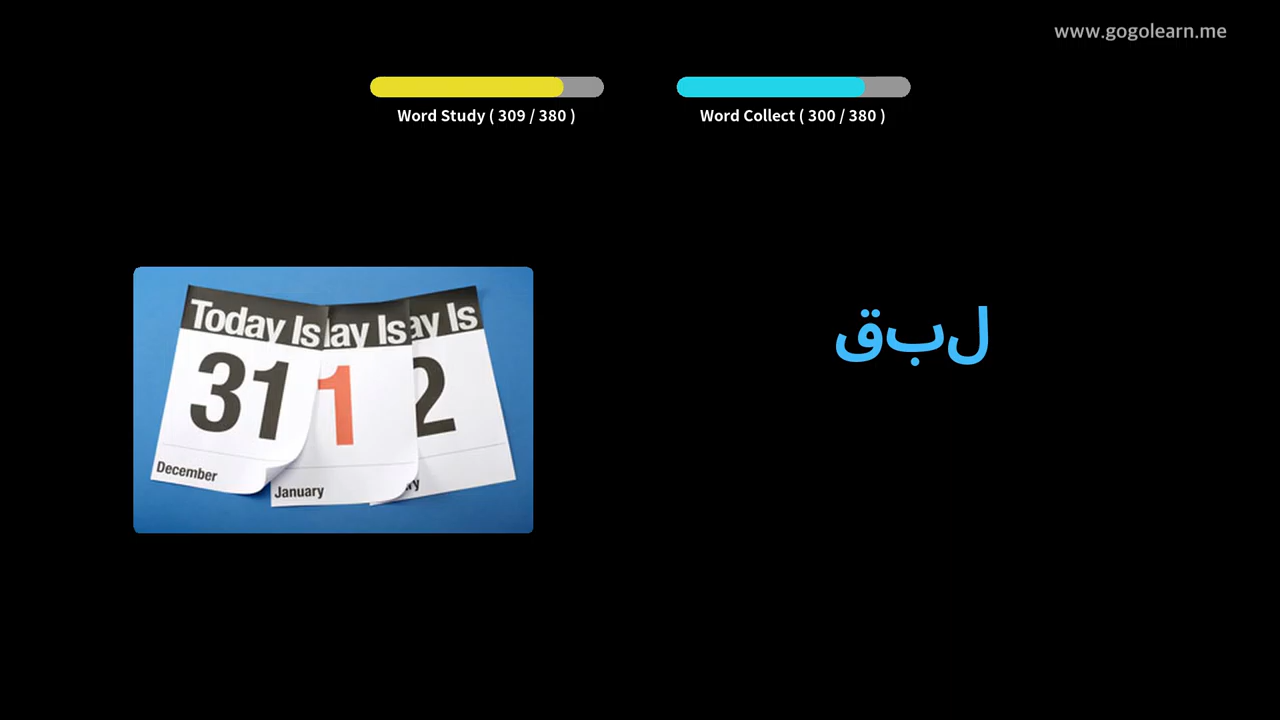 www.gogolearn.me
Word Study ( 309 / 380 )
Word Collect ( 300 / 380 )
Today Is
ay Is
ay Is
31
1
2
December
January
ry
قبل